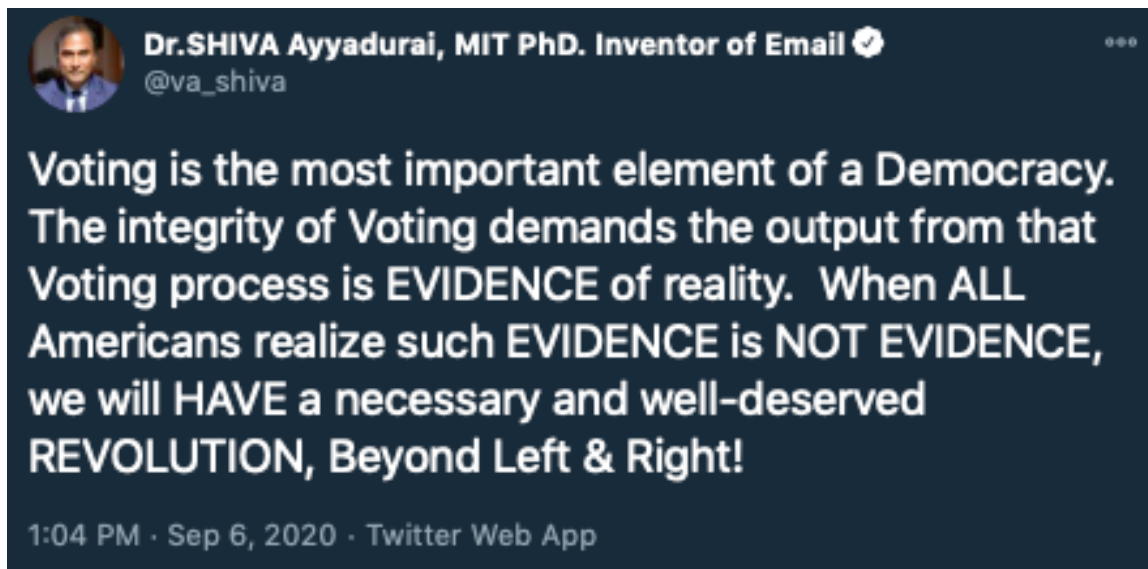 Dr.SHIVA Ayyadurai, MIT PhD. Inventor of Email
@va_shiva
Voting is the most important element of a Democracy.
The integrity of Voting demands the output from that
Voting process is EVIDENCE of reality.  When ALL
Americans realize such EVIDENCE is NOT EVIDENCE,
we will HAVE a necessary and well-deserved
REVOLUTION, Beyond Left & Right!
1:04 PM · Sep 6, 2020 · Twitter Web App